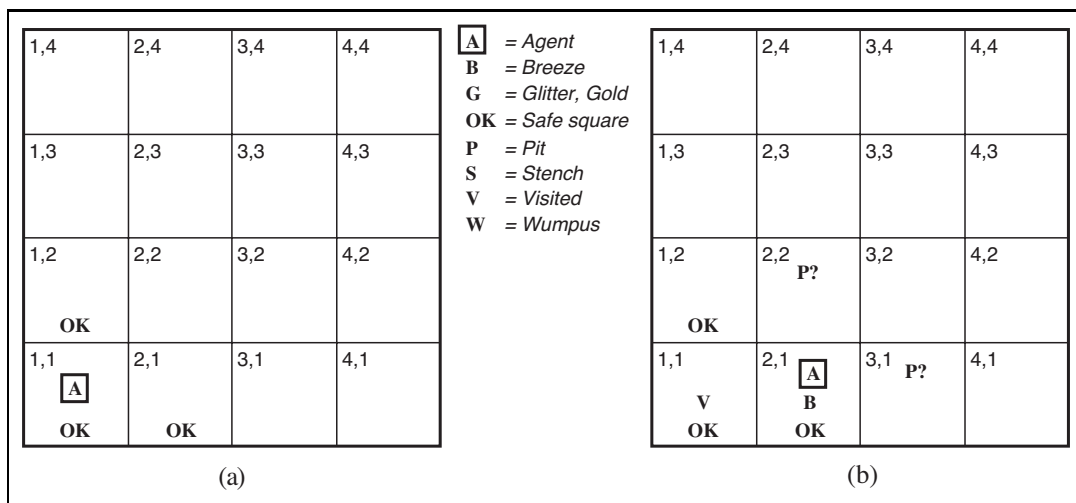 1,4 2,4 3,4 4,4
1,3 2,3 3,3 4,3
1,2 2,2 3,2 4,2
OK
1,1 2,1 3,1 4,1
A
OK OK
(a)
A = Agent
B = Breeze
G = Glitter, Gold
OK = Safe square
P = Pit
S = Stench
V = Visited
W = Wumpus
1,4 2,4 3,4 4,4
1,3 2,3 3,3 4,3
1,2 2,2 3,2 4,2
P?
OK
1,1 2,1 3,1 4,1
A P?
V B
OK OK
(b)